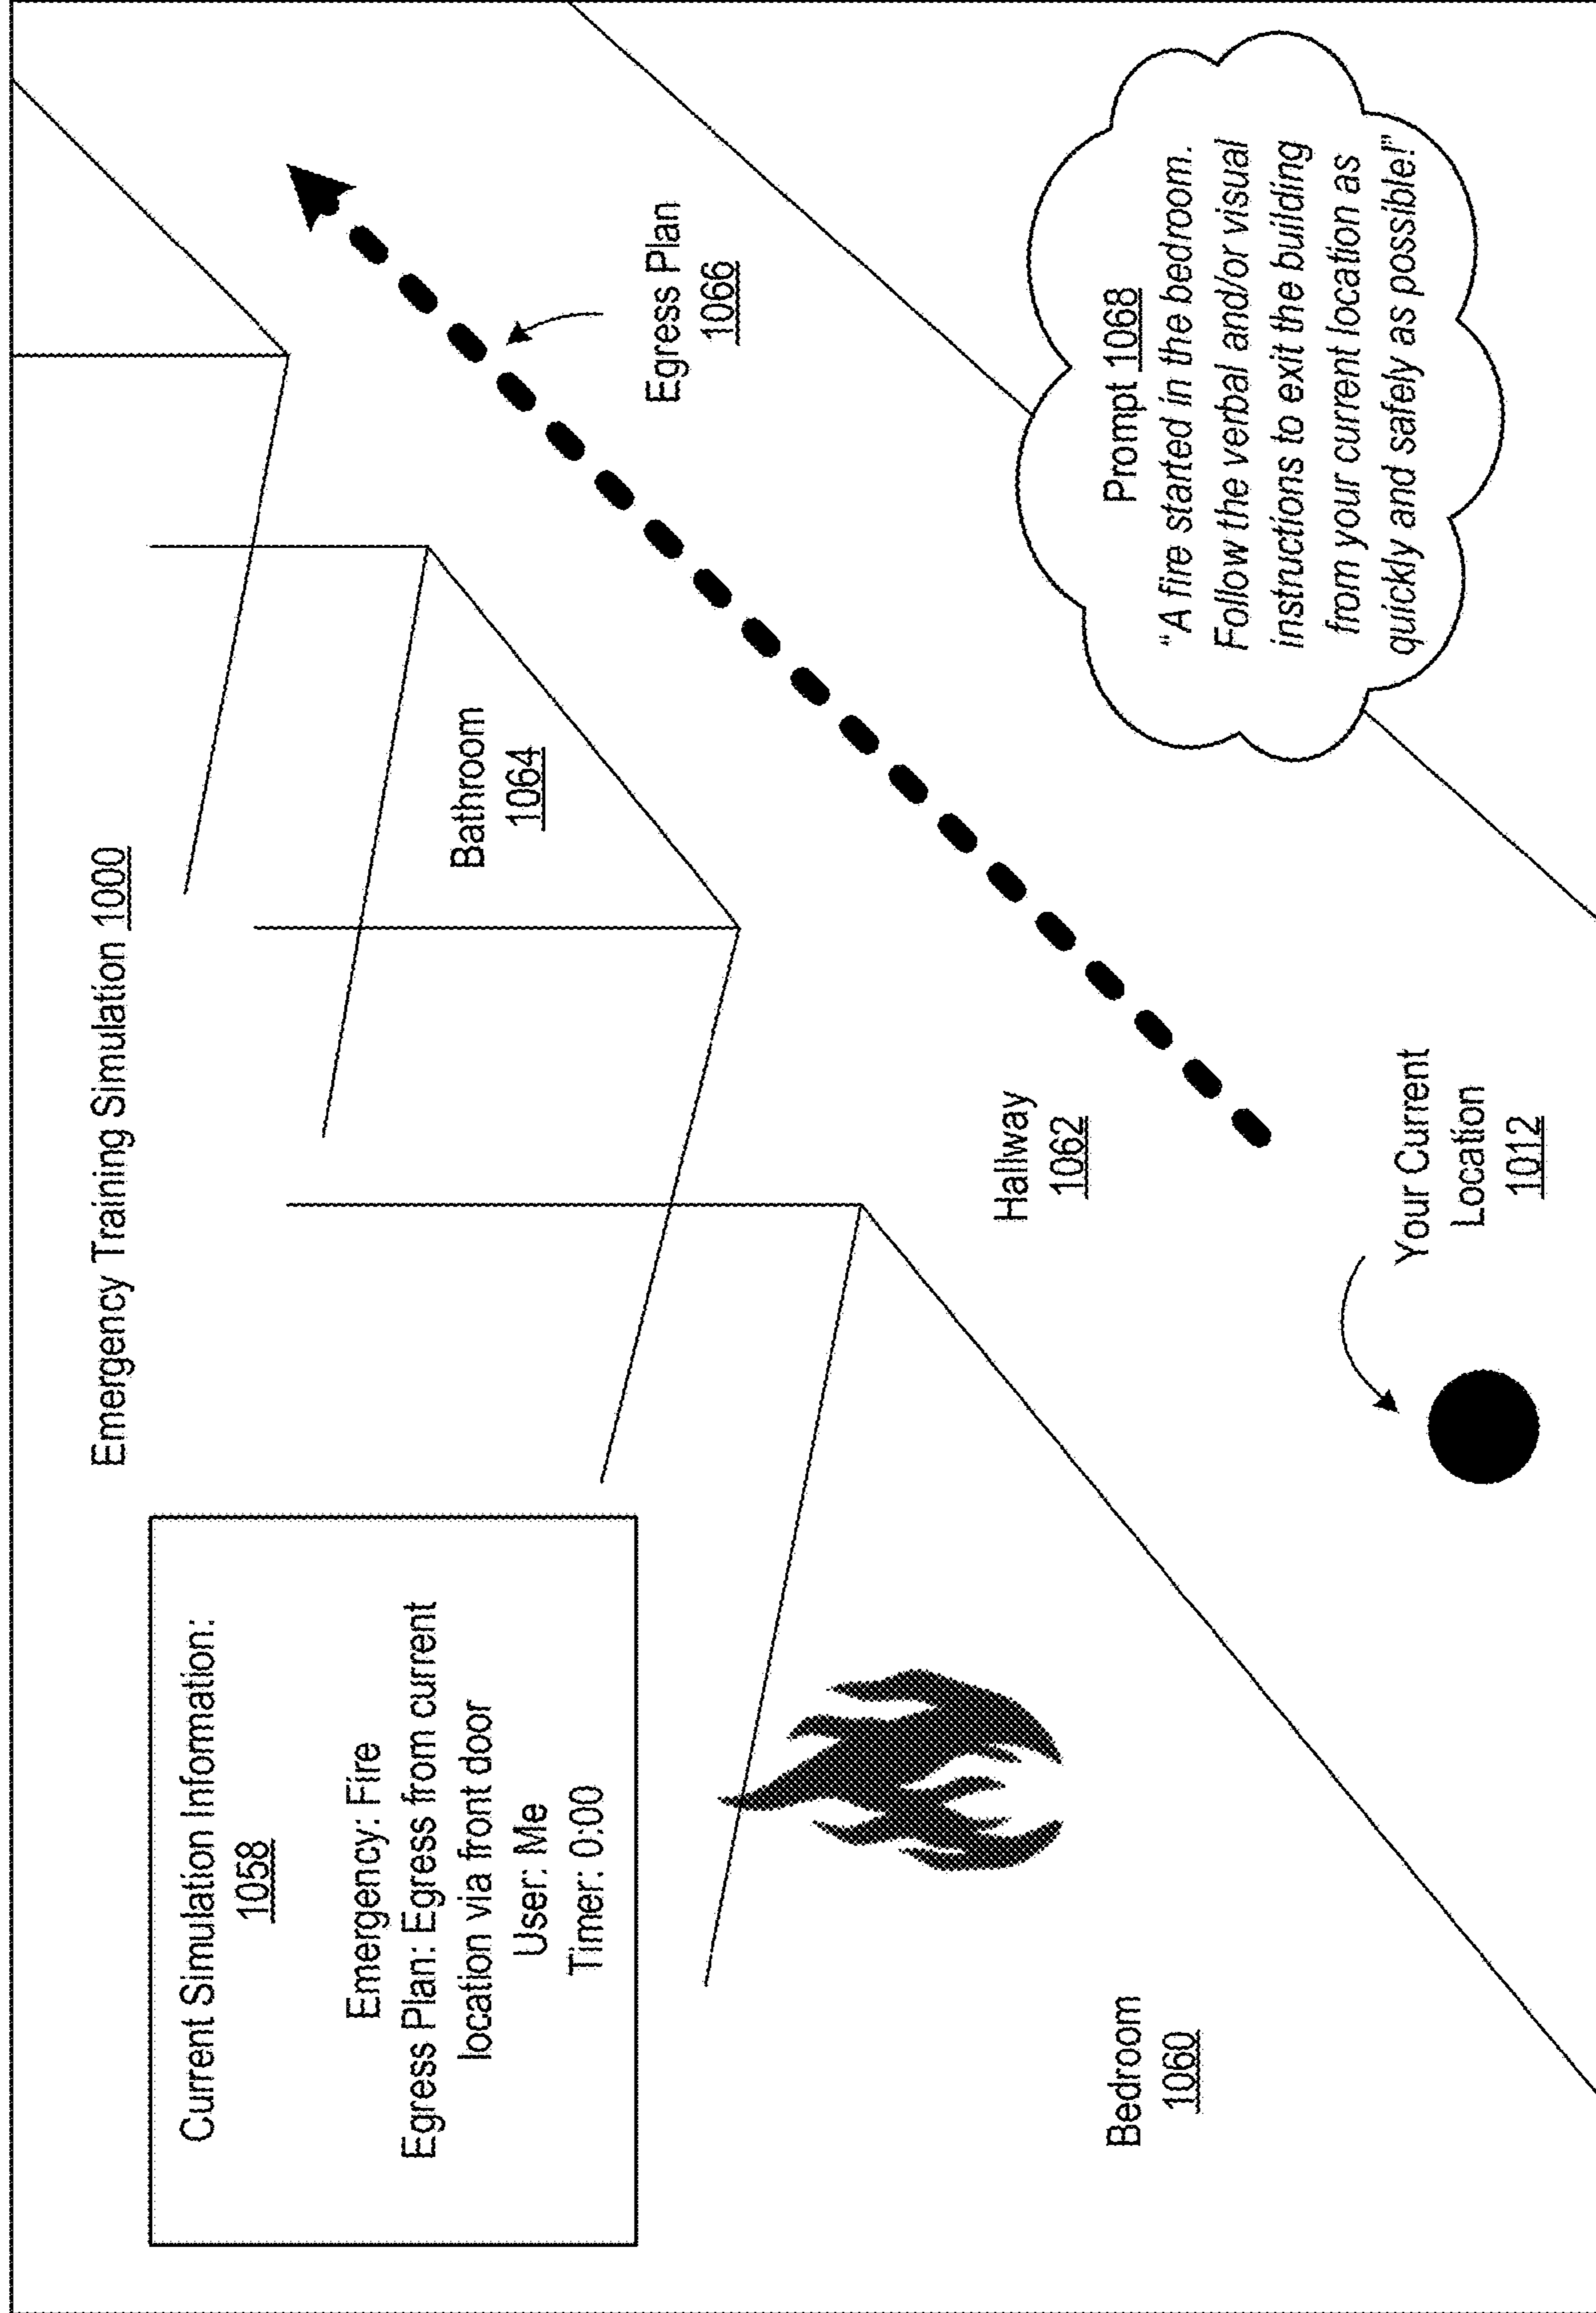 Emergency Training Simulation 1000
Current Simulation Information:
1058
Emergency: Fire
Egress Plan: Egress from current
location via front door
User: Me
Timer: 0:00
Bathroom
1064
Egress Plan
1066
Bedroom
1060
Hallway
1062
Your Current
Location
1012
Prompt 1068
"A fire started in the bedroom.
Follow the verbal and/or visual
instructions to exit the building
from your current location as
quickly and safely as possible!"